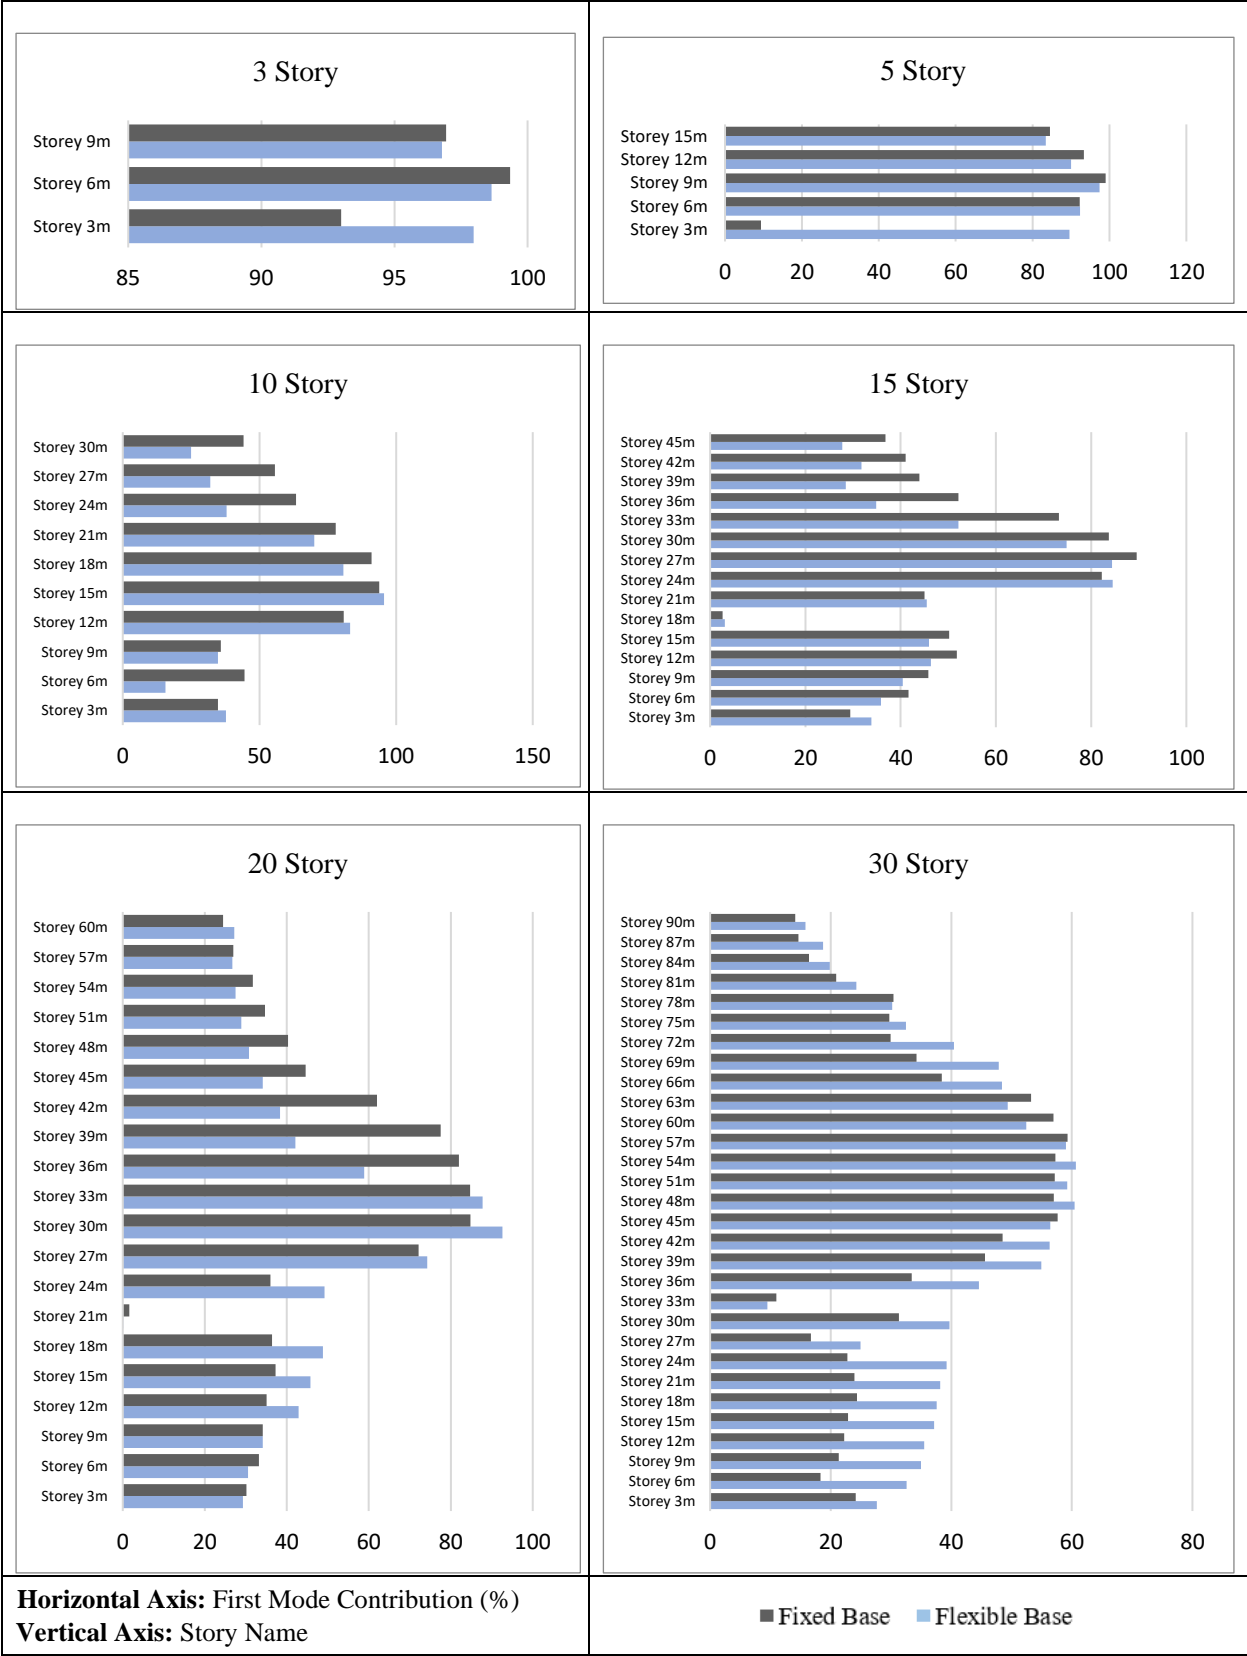 3 Story
Storey 9m
Storey 6m
Storey 3m
85 90 95 100
5 Story
Storey 15m
Storey 12m
Storey 9m
Storey 6m
Storey 3m
0 20 40 60 80 100 120
10 Story
Storey 30m
Storey 27m
Storey 24m
Storey 21m
Storey 18m
Storey 15m
Storey 12m
Storey 9m
Storey 6m
Storey 3m
0 50 100 150
15 Story
Storey 45m
Storey 42m
Storey 39m
Storey 36m
Storey 33m
Storey 30m
Storey 27m
Storey 24m
Storey 21m
Storey 18m
Storey 15m
Storey 12m
Storey 9m
Storey 6m
Storey 3m
0 20 40 60 80 100
20 Story
Storey 60m
Storey 57m
Storey 54m
Storey 51m
Storey 48m
Storey 45m
Storey 42m
Storey 39m
Storey 36m
Storey 33m
Storey 30m
Storey 27m
Storey 24m
Storey 21m
Storey 18m
Storey 15m
Storey 12m
Storey 9m
Storey 6m
Storey 3m
0 20 40 60 80 100
30 Story
Storey 90m
Storey 87m
Storey 84m
Storey 81m
Storey 78m
Storey 75m
Storey 72m
Storey 69m
Storey 66m
Storey 63m
Storey 60m
Storey 57m
Storey 54m
Storey 51m
Storey 48m
Storey 45m
Storey 42m
Storey 39m
Storey 36m
Storey 33m
Storey 30m
Storey 27m
Storey 24m
Storey 21m
Storey 18m
Storey 15m
Storey 12m
Storey 9m
Storey 6m
Storey 3m
0 20 40 60 80
Horizontal Axis: First Mode Contribution (%)
Vertical Axis: Story Name
Fixed Base Flexible Base